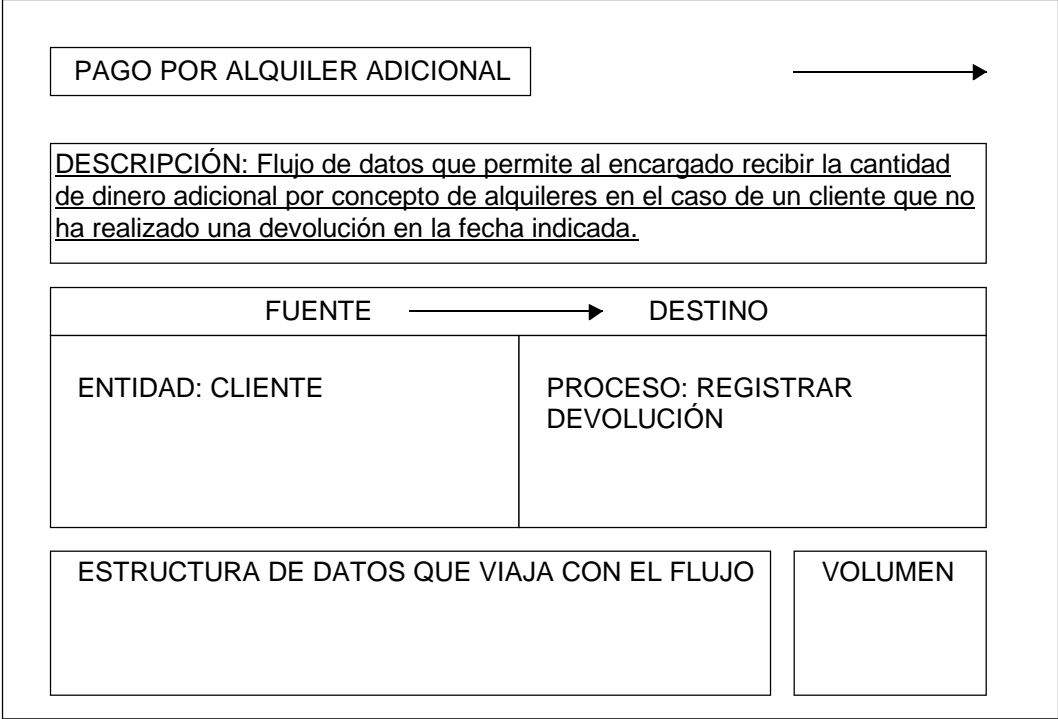 PAGO POR ALQUILER ADICIONAL
DESCRIPCIÓN: Flujo de datos que permite al encargado recibir la cantidad
de dinero adicional por concepto de alquileres en el caso de un cliente que no
ha realizado una devolución en la fecha indicada.
FUENTE DESTINO
ENTIDAD: CLIENTE
PROCESO: REGISTRAR
DEVOLUCIÓN
ESTRUCTURA DE DATOS QUE VIAJA CON EL FLUJO
VOLUMEN